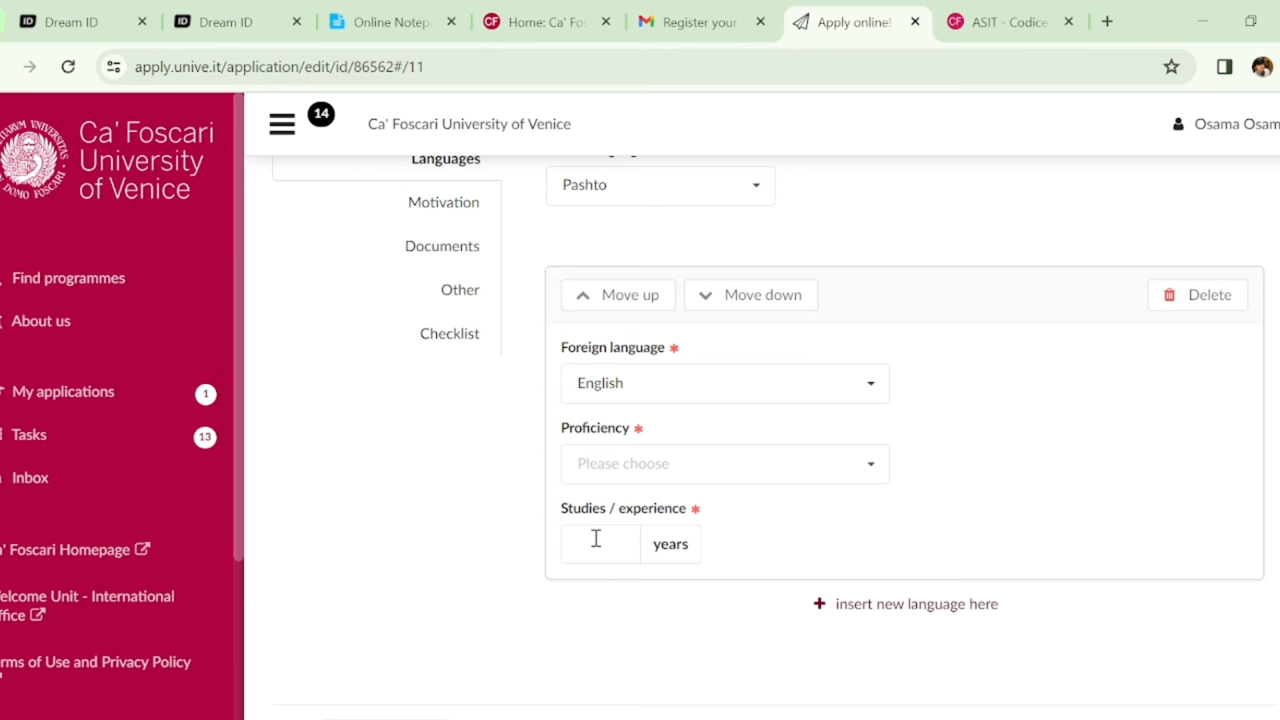 Dream ID
Dream ID
Online Notep
Home: Ca' Fos
Register your
Apply online!
ASIT - Codice
apply.unive.it/application/edit/id/86562#/11
Ca' Foscari
University
of Venice
14
Ca' Foscari University of Venice
Osama Osam
Languages
Motivation
Documents
Other
Checklist
Find programmes
About us
My applications
1
Tasks
13
Inbox
Foscari Homepage
elcome Unit - International
ffice
rms of Use and Privacy Policy
Pashto
Move up
Move down
Delete
Foreign language *
English
Proficiency *
Please choose
Studies / experience *
years
+ insert new language here